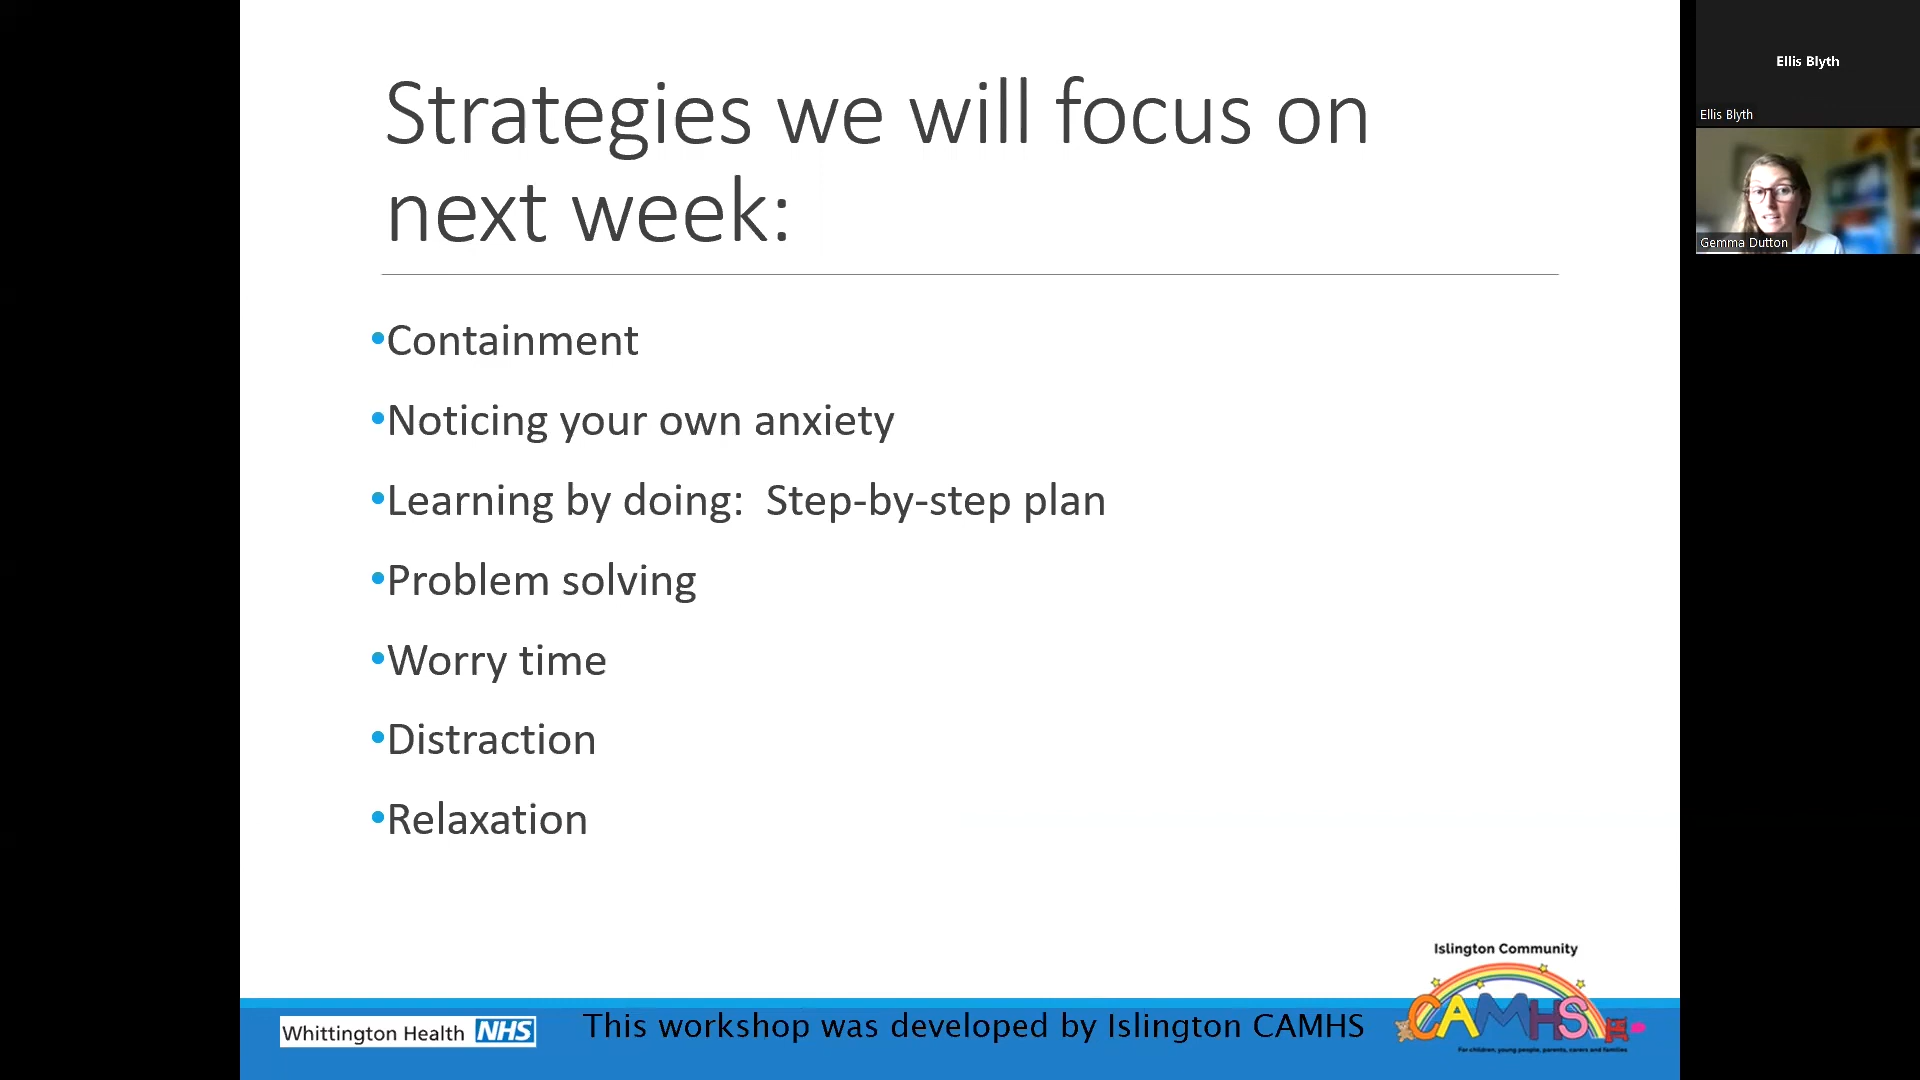 Strategies we will focus on
next week:
•Containment
•Noticing your own anxiety
•Learning by doing:  Step-by-step plan
•Problem solving
•Worry time
•Distraction
•Relaxation
Whittington Health NHS
This workshop was developed by Islington CAMHS
Islington Community
CAMHS
For children, young people, parents, carers and families
Ellis Blyth
Ellis Blyth
Gemma Dutton